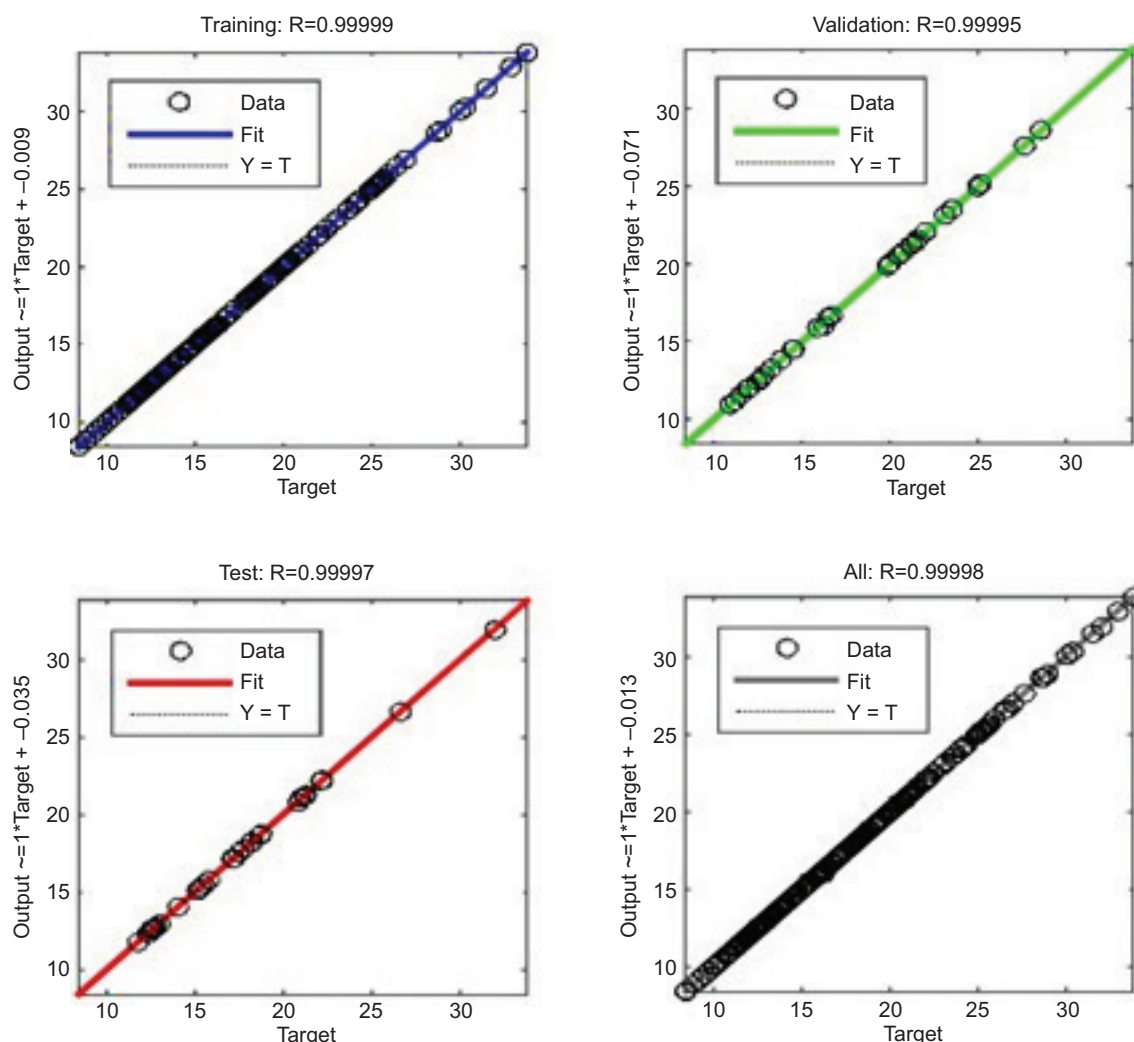 Training: R=0.99999
Output ~=1*Target + −0.009
30
25
20
15
10
Data
Fit
Y = T
10 15 20 25 30
Target
Validation: R=0.99995
Output ~=1*Target + −0.071
30
25
20
15
10
Data
Fit
Y = T
10 15 20 25 30
Target
Test: R=0.99997
Output ~=1*Target + −0.035
30
25
20
15
10
Data
Fit
Y = T
10 15 20 25 30
Target
All: R=0.99998
Output ~=1*Target + −0.013
30
25
20
15
10
Data
Fit
Y = T
10 15 20 25 30
Target